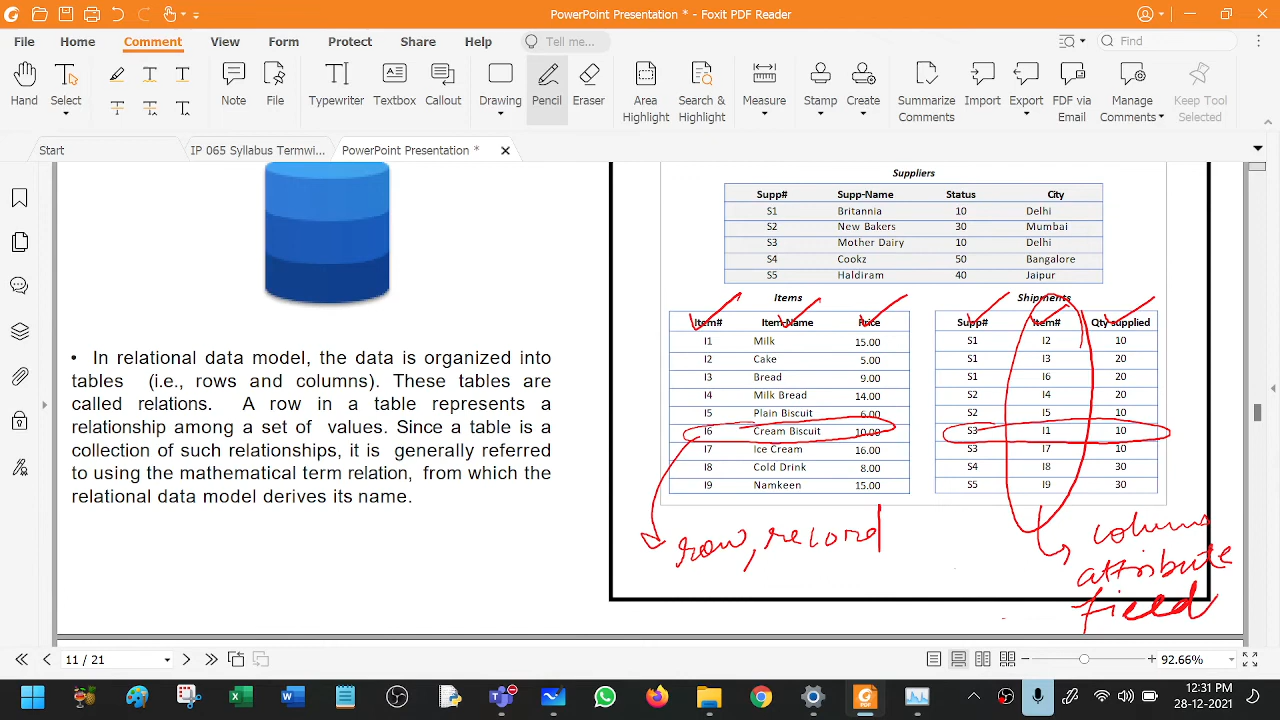 PowerPoint Presentation * - Foxit PDF Reader
File Home Comment View Form Protect Share Help Tell me... Find
Hand Select Note File Typewriter Textbox Callout Drawing Pencil Eraser Area Highlight Search & Highlight Measure Stamp Create Summarize Comments Import Export FDF via Email Manage Comments Keep Tool Selected
Start IP 065 Syllabus Termwi... PowerPoint Presentation *
Suppliers
Supp# Supp-Name Status City
S1 Britannia 10 Delhi
S2 New Bakers 30 Mumbai
S3 Mother Dairy 10 Delhi
S4 Cookz 50 Bangalore
S5 Haldiram 40 Jaipur
Items
Item# Item-Name Price
I1 Milk 15.00
I2 Cake 5.00
I3 Bread 9.00
I4 Milk Bread 14.00
I5 Plain Biscuit 6.00
I6 Cream Biscuit 10.00
I7 Ice Cream 16.00
I8 Cold Drink 8.00
I9 Namkeen 15.00
Shipments
Supp# Item# Qty-supplied
S1 I2 10
S1 I3 20
S1 I6 20
S2 I4 20
S2 I5 10
S3 I1 10
S3 I7 10
S4 I8 30
S5 I9 30
• In relational data model, the data is organized into
tables (i.e., rows and columns). These tables are
called relations. A row in a table represents a
relationship among a set of values. Since a table is a
collection of such relationships, it is generally referred
to using the mathematical term relation, from which the
relational data model derives its name.
row, record
column
attribute
field
11 / 21
92.66%
12:31 PM
28-12-2021